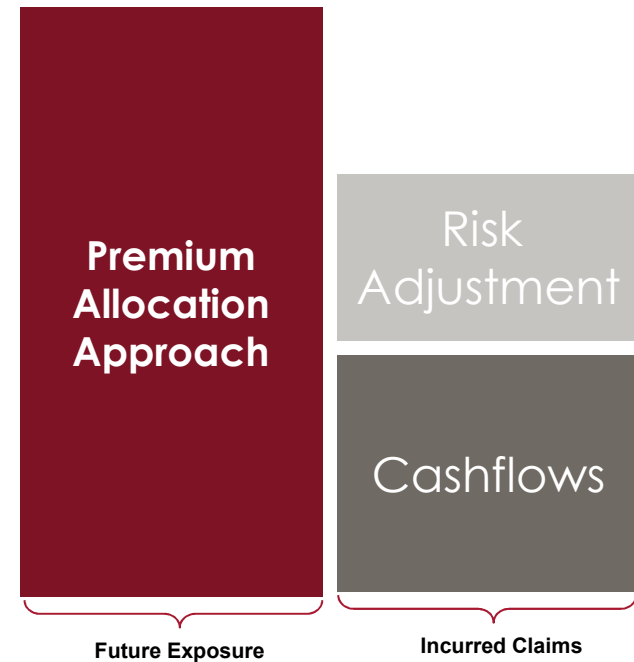 Premium
Allocation
Approach
Risk
Adjustment
Cashflows
Future Exposure
Incurred Claims